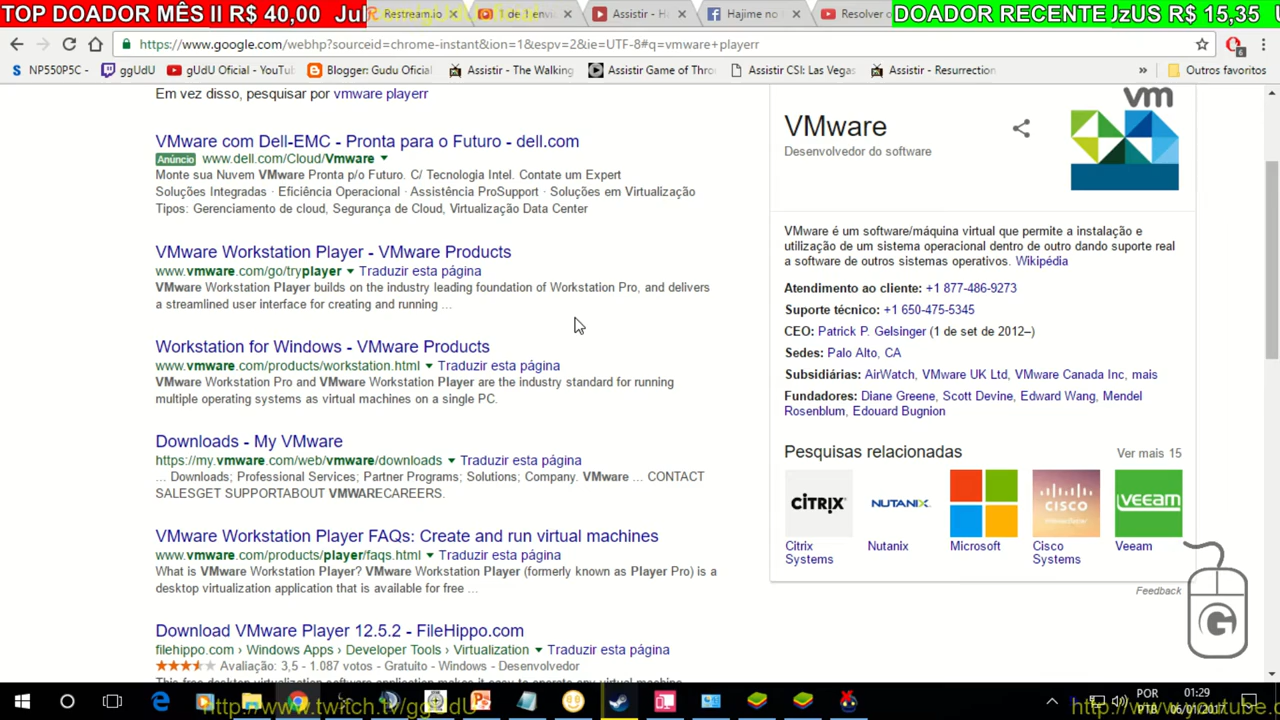 TOP DOADOR MÊS II R$ 40,00 Jul
Restream.io
1 de 1 envi
Assistir - H
Hajime no
Resolver
DOADOR RECENTE JzUS R$ 15,35
https://www.google.com/webhp?sourceid=chrome-instant&ion=1&espv=2&ie=UTF-8#q=vmware+playerr
6
NP550P5C -
ggUdU
gUdU Oficial - YouTu
Blogger: Gudu Oficial
Assistir - The Walking
Assistir Game of Thro
Assistir CSI: Las Vegas
Assistir - Resurrection
»
Outros favoritos
Em vez disso, pesquisar por vmware playerr
VMware com Dell-EMC - Pronta para o Futuro - dell.com
Anúncio www.dell.com/Cloud/Vmware
Monte sua Nuvem VMware Pronta p/o Futuro. C/ Tecnologia Intel. Contate um Expert
Soluções Integradas · Eficiência Operacional · Assistência ProSupport · Soluções em Virtualização
Tipos: Gerenciamento de cloud, Segurança de Cloud, Virtualização Data Center
VMware Workstation Player - VMware Products
www.vmware.com/go/tryplayer Traduzir esta página
VMware Workstation Player builds on the industry leading foundation of Workstation Pro, and delivers
a streamlined user interface for creating and running ...
Workstation for Windows - VMware Products
www.vmware.com/products/workstation.html Traduzir esta página
VMware Workstation Pro and VMware Workstation Player are the industry standard for running
multiple operating systems as virtual machines on a single PC.
Downloads - My VMware
https://my.vmware.com/web/vmware/downloads Traduzir esta página
... Downloads; Professional Services; Partner Programs; Solutions; Company. VMware ... CONTACT
SALESGET SUPPORTABOUT VMWARECAREERS.
VMware Workstation Player FAQs: Create and run virtual machines
www.vmware.com/products/player/faqs.html Traduzir esta página
What is VMware Workstation Player? VMware Workstation Player (formerly known as Player Pro) is a
desktop virtualization application that is available for free ...
Download VMware Player 12.5.2 - FileHippo.com
filehippo.com › Windows Apps › Developer Tools › Virtualization Traduzir esta página
Avaliação: 3,5 - 1.087 votos - Gratuito - Windows - Desenvolvedor
This free desktop virtualization software application makes it easy to operate any virtual machine
vm
VMware
Desenvolvedor do software
VMware é um software/máquina virtual que permite a instalação e
utilização de um sistema operacional dentro de outro dando suporte real
a software de outros sistemas operativos. Wikipédia
Atendimento ao cliente: +1 877-486-9273
Suporte técnico: +1 650-475-5345
CEO: Patrick P. Gelsinger (1 de set de 2012–)
Sedes: Palo Alto, CA
Subsidiárias: AirWatch, VMware UK Ltd, VMware Canada Inc, mais
Fundadores: Diane Greene, Scott Devine, Edward Wang, Mendel
Rosenblum, Edouard Bugnion
Pesquisas relacionadas
Ver mais 15
CiTRIX
NUTANIX
CISCO
VEEAM
Citrix Systems
Nutanix
Microsoft
Cisco Systems
Veeam
Feedback
G
http://www.twitch.tv/ggUdU
POR
PTB
01:29
06/01/2017